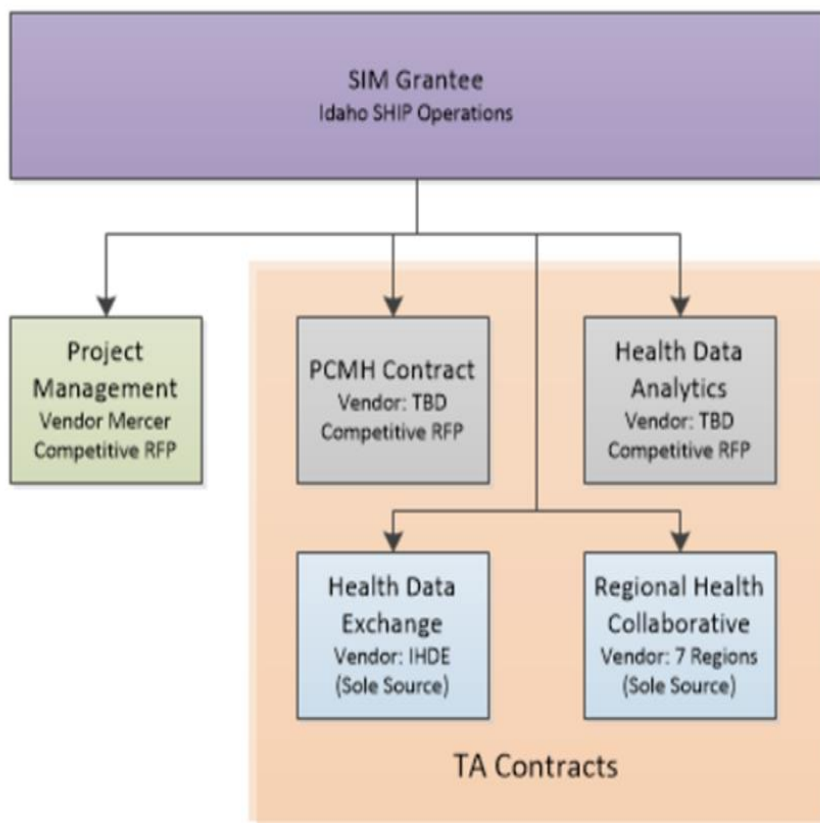 SIM Grantee
Idaho SHIP Operations
Project
Management
Vendor Mercer
Competitive RFP
PCMH Contract
Vendor: TBD
Competitive RFP
Health Data
Analytics
Vendor: TBD
Competitive RFP
Health Data
Exchange
Vendor: IHDE
(Sole Source)
Regional Health
Collaborative
Vendor: 7 Regions
(Sole Source)
TA Contracts